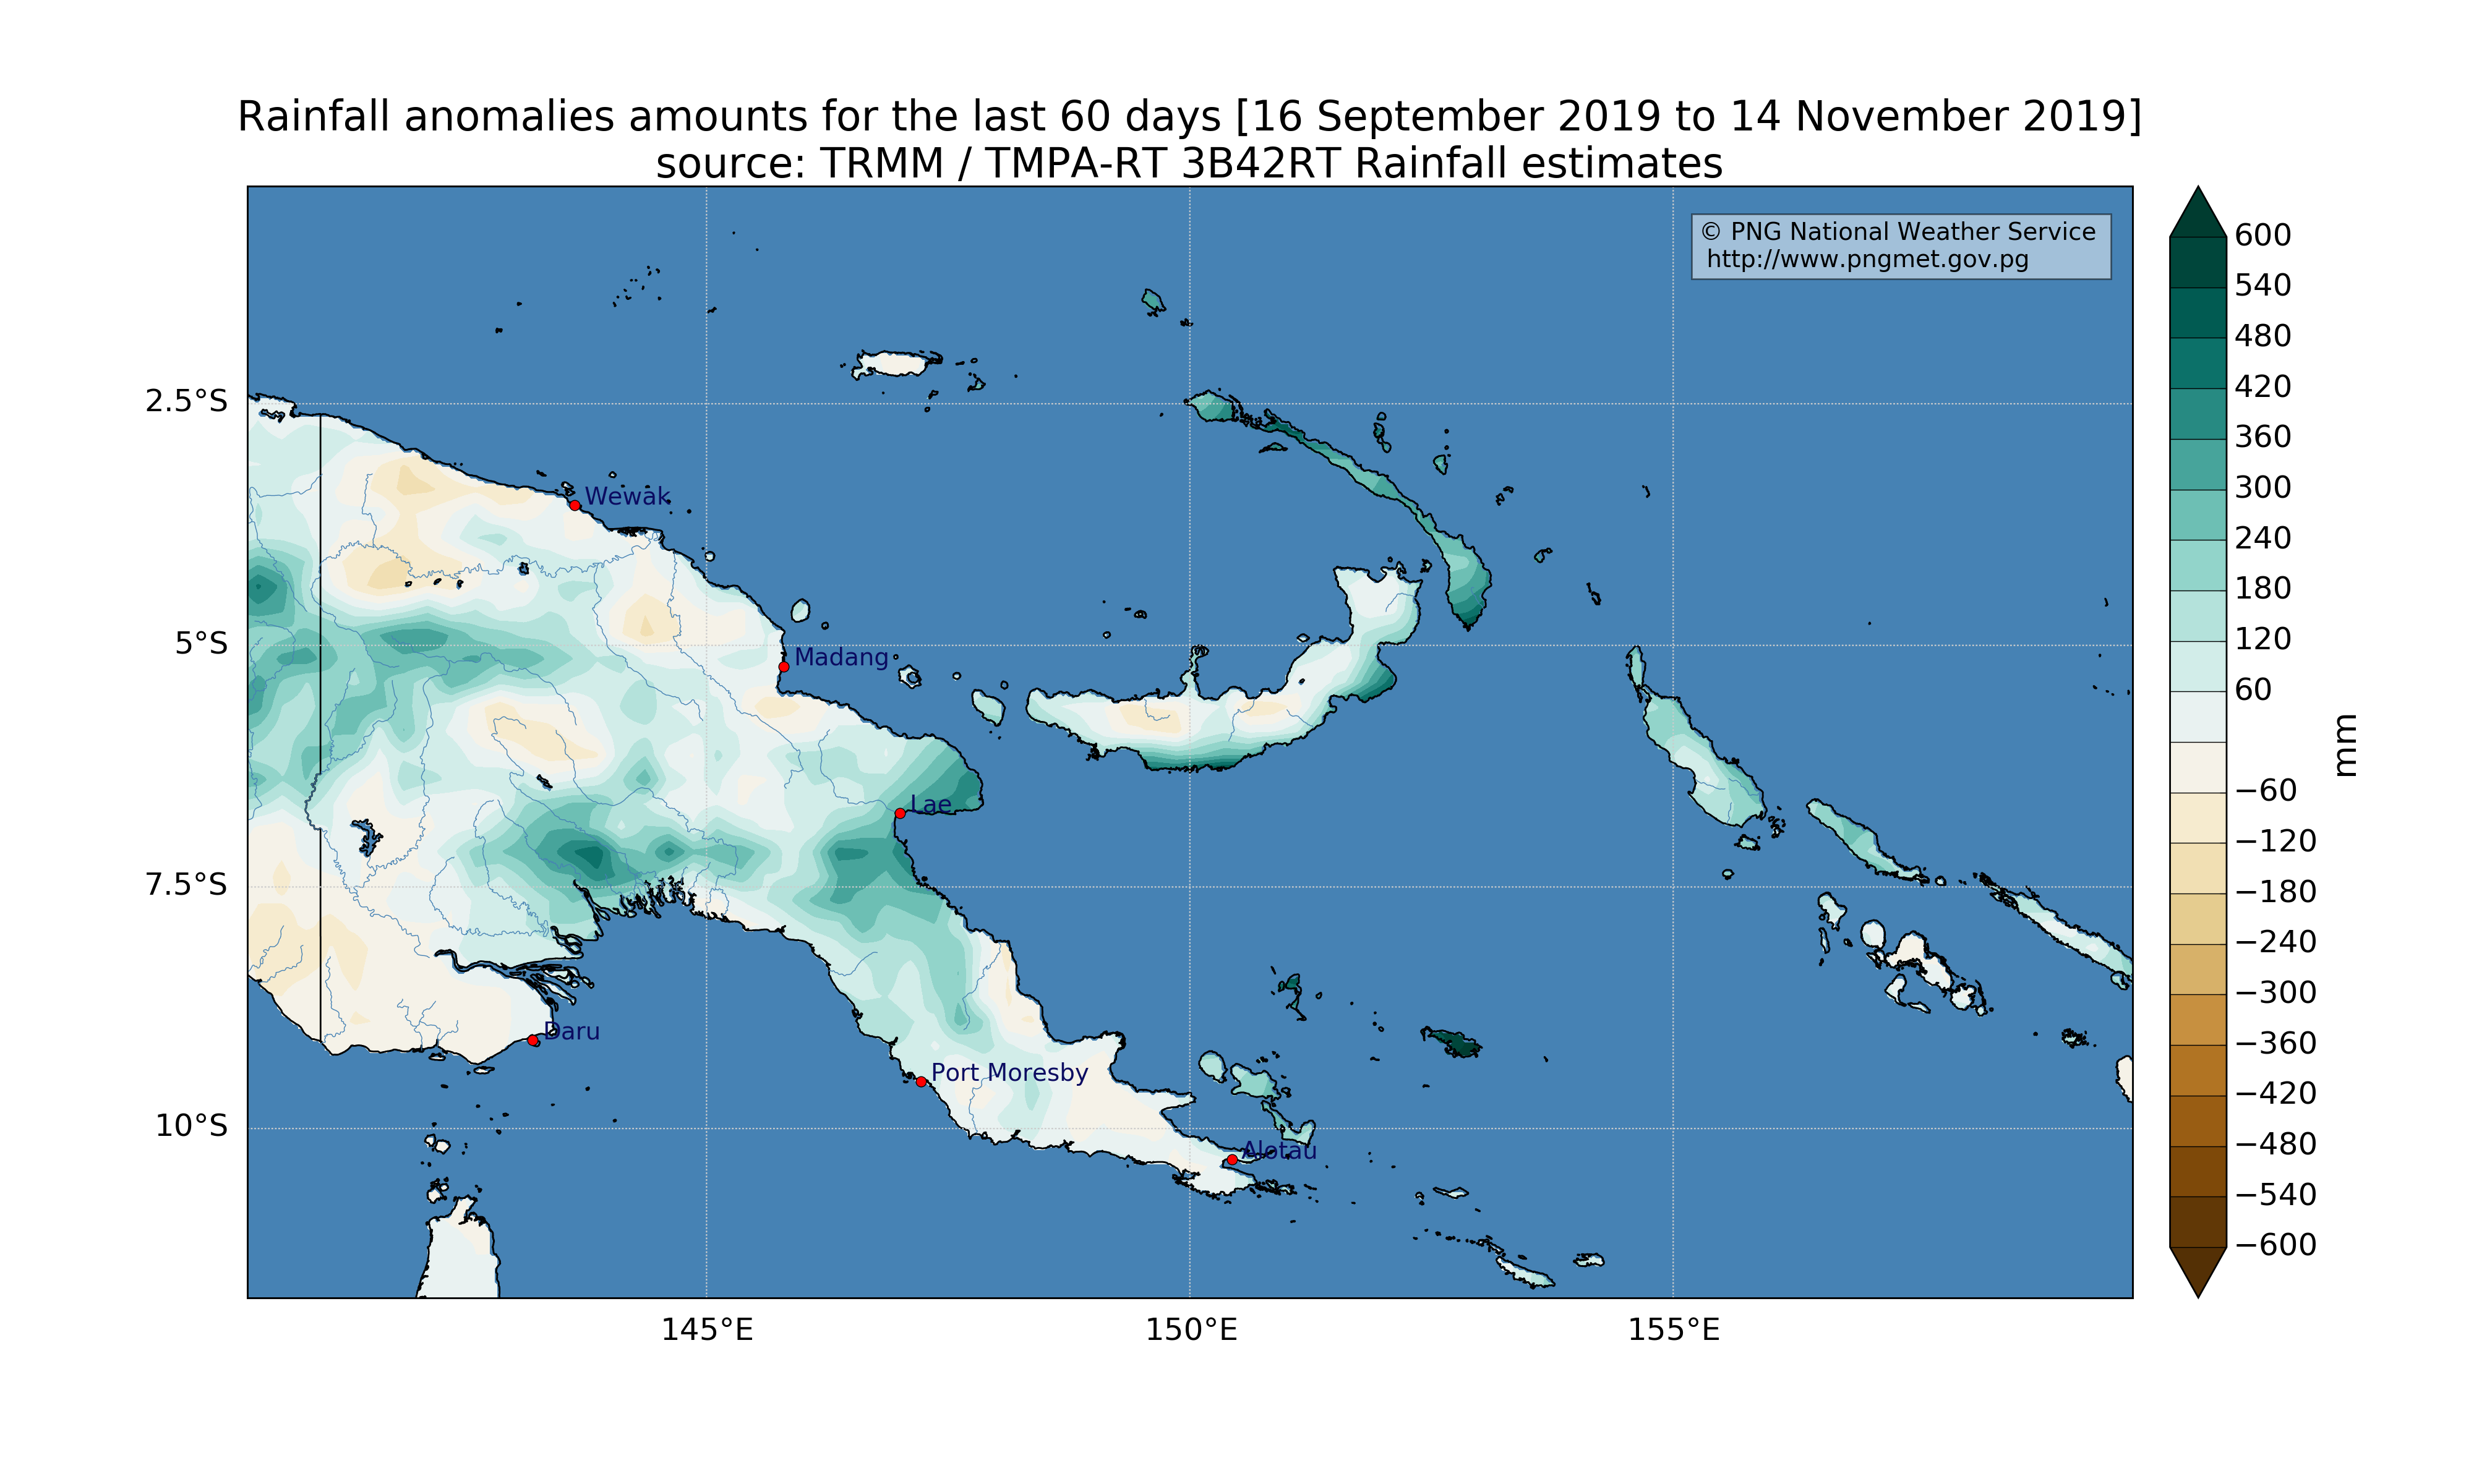 Rainfall anomalies amounts for the last 60 days [16 September 2019 to 14 November 2019]
source: TRMM / TMPA-RT 3B42RT Rainfall estimates
© PNG National Weather Service
http://www.pngmet.gov.pg
2.5°S
5°S
7.5°S
10°S
Wewak
Madang
Lae
Daru
Port Moresby
Alotau
145°E
150°E
155°E
600
540
480
420
360
300
240
180
120
60
−60
−120
−180
−240
−300
−360
−420
−480
−540
−600
mm